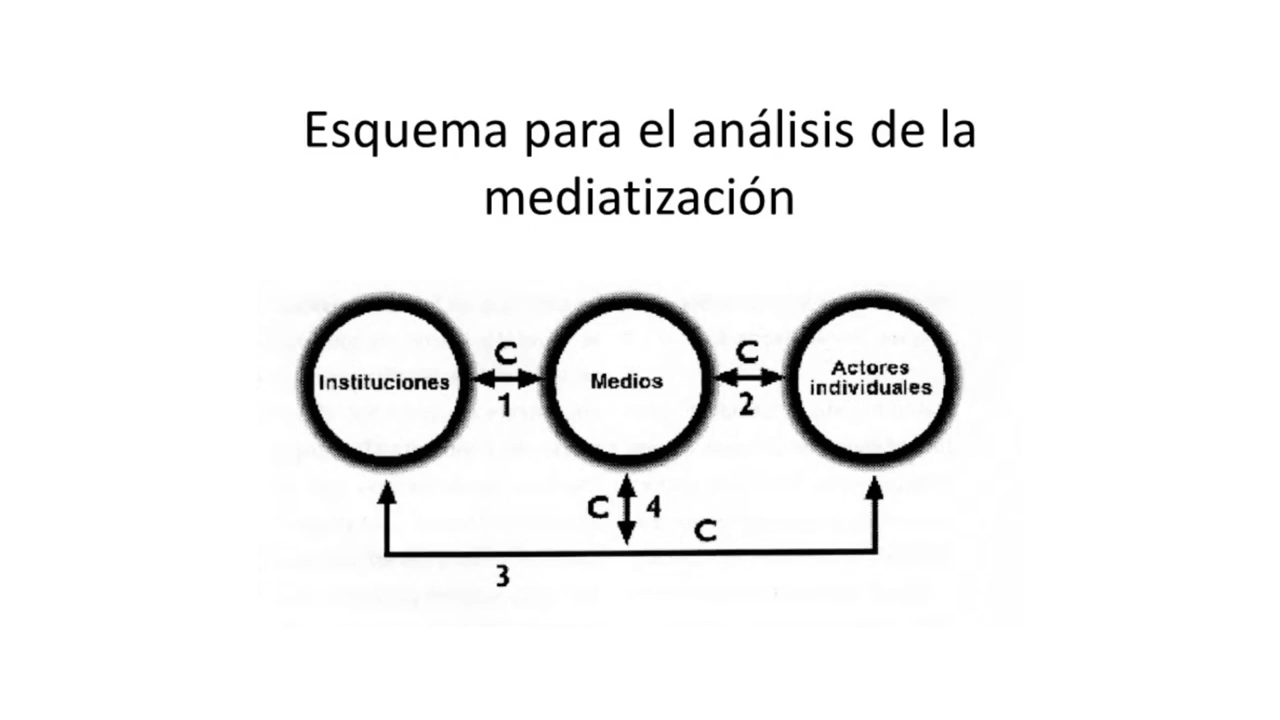 Esquema para el análisis de la
mediatización
Instituciones
C
1
Medios
C
2
Actores
individuales
C
4
C
3